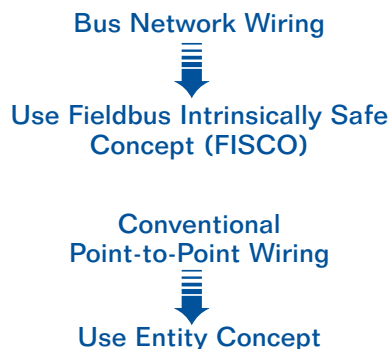 Bus Network Wiring
Use Fieldbus Intrinsically Safe
Concept (FISCO)
Conventional
Point-to-Point Wiring
Use Entity Concept